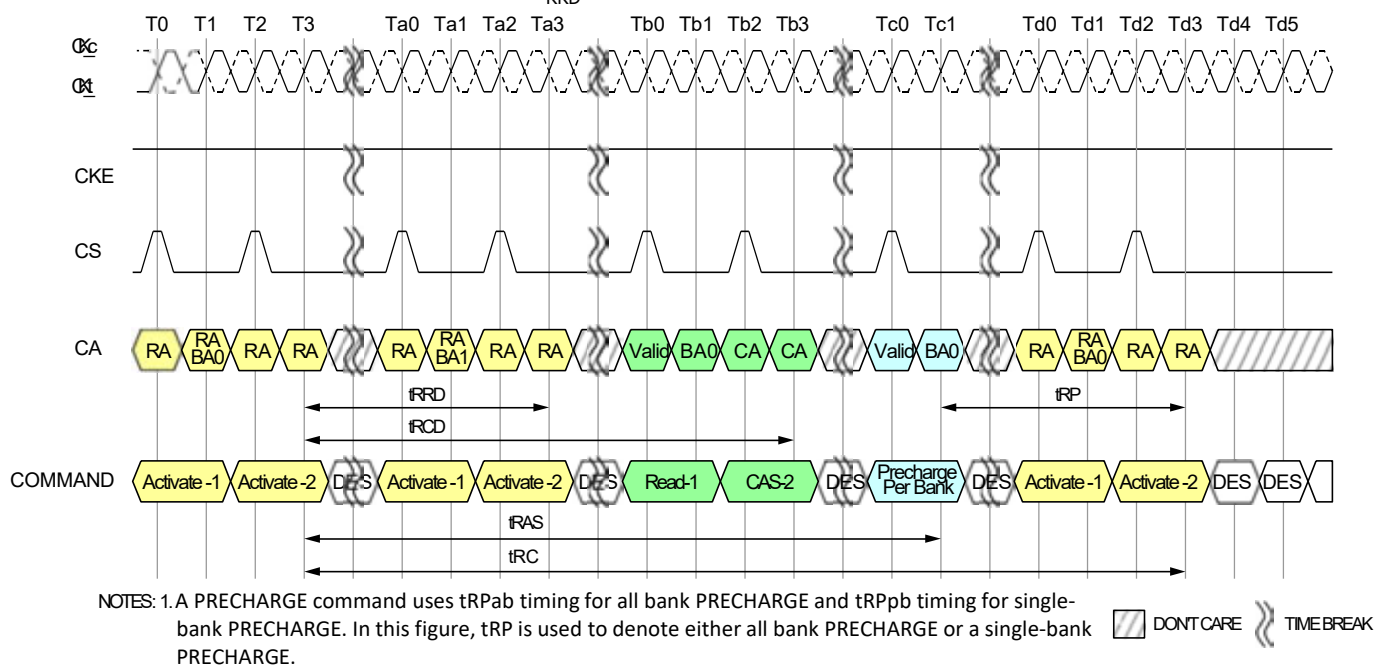 RRD
T0 T1 T2 T3 Ta0 Ta1 Ta2 Ta3 Tb0 Tb1 Tb2 Tb3 Tc0 Tc1 Td0 Td1 Td2 Td3 Td4 Td5
CK_c
CK_t
CKE
CS
CA RA RA BA0 RA RA RA RA BA1 RA RA Valid BA0 CA CA Valid BA0 RA RA BA0 RA RA
tRRD tRP
tRCD
COMMAND Activate -1 Activate -2 DES Activate -1 Activate -2 DES Read-1 CAS-2 DES Precharge Per Bank DES Activate -1 Activate -2 DES DES
tRAS
tRC
NOTES: 1. A PRECHARGE command uses tRPab timing for all bank PRECHARGE and tRPpb timing for single-
bank PRECHARGE. In this figure, tRP is used to denote either all bank PRECHARGE or a single-bank
PRECHARGE.
DON'T CARE TIME BREAK